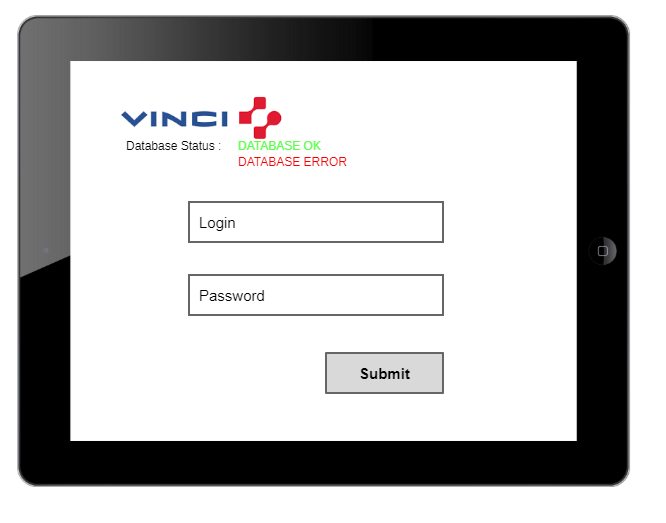 VINCI
Database Status : DATABASE OK
DATABASE ERROR
Login
Password
Submit